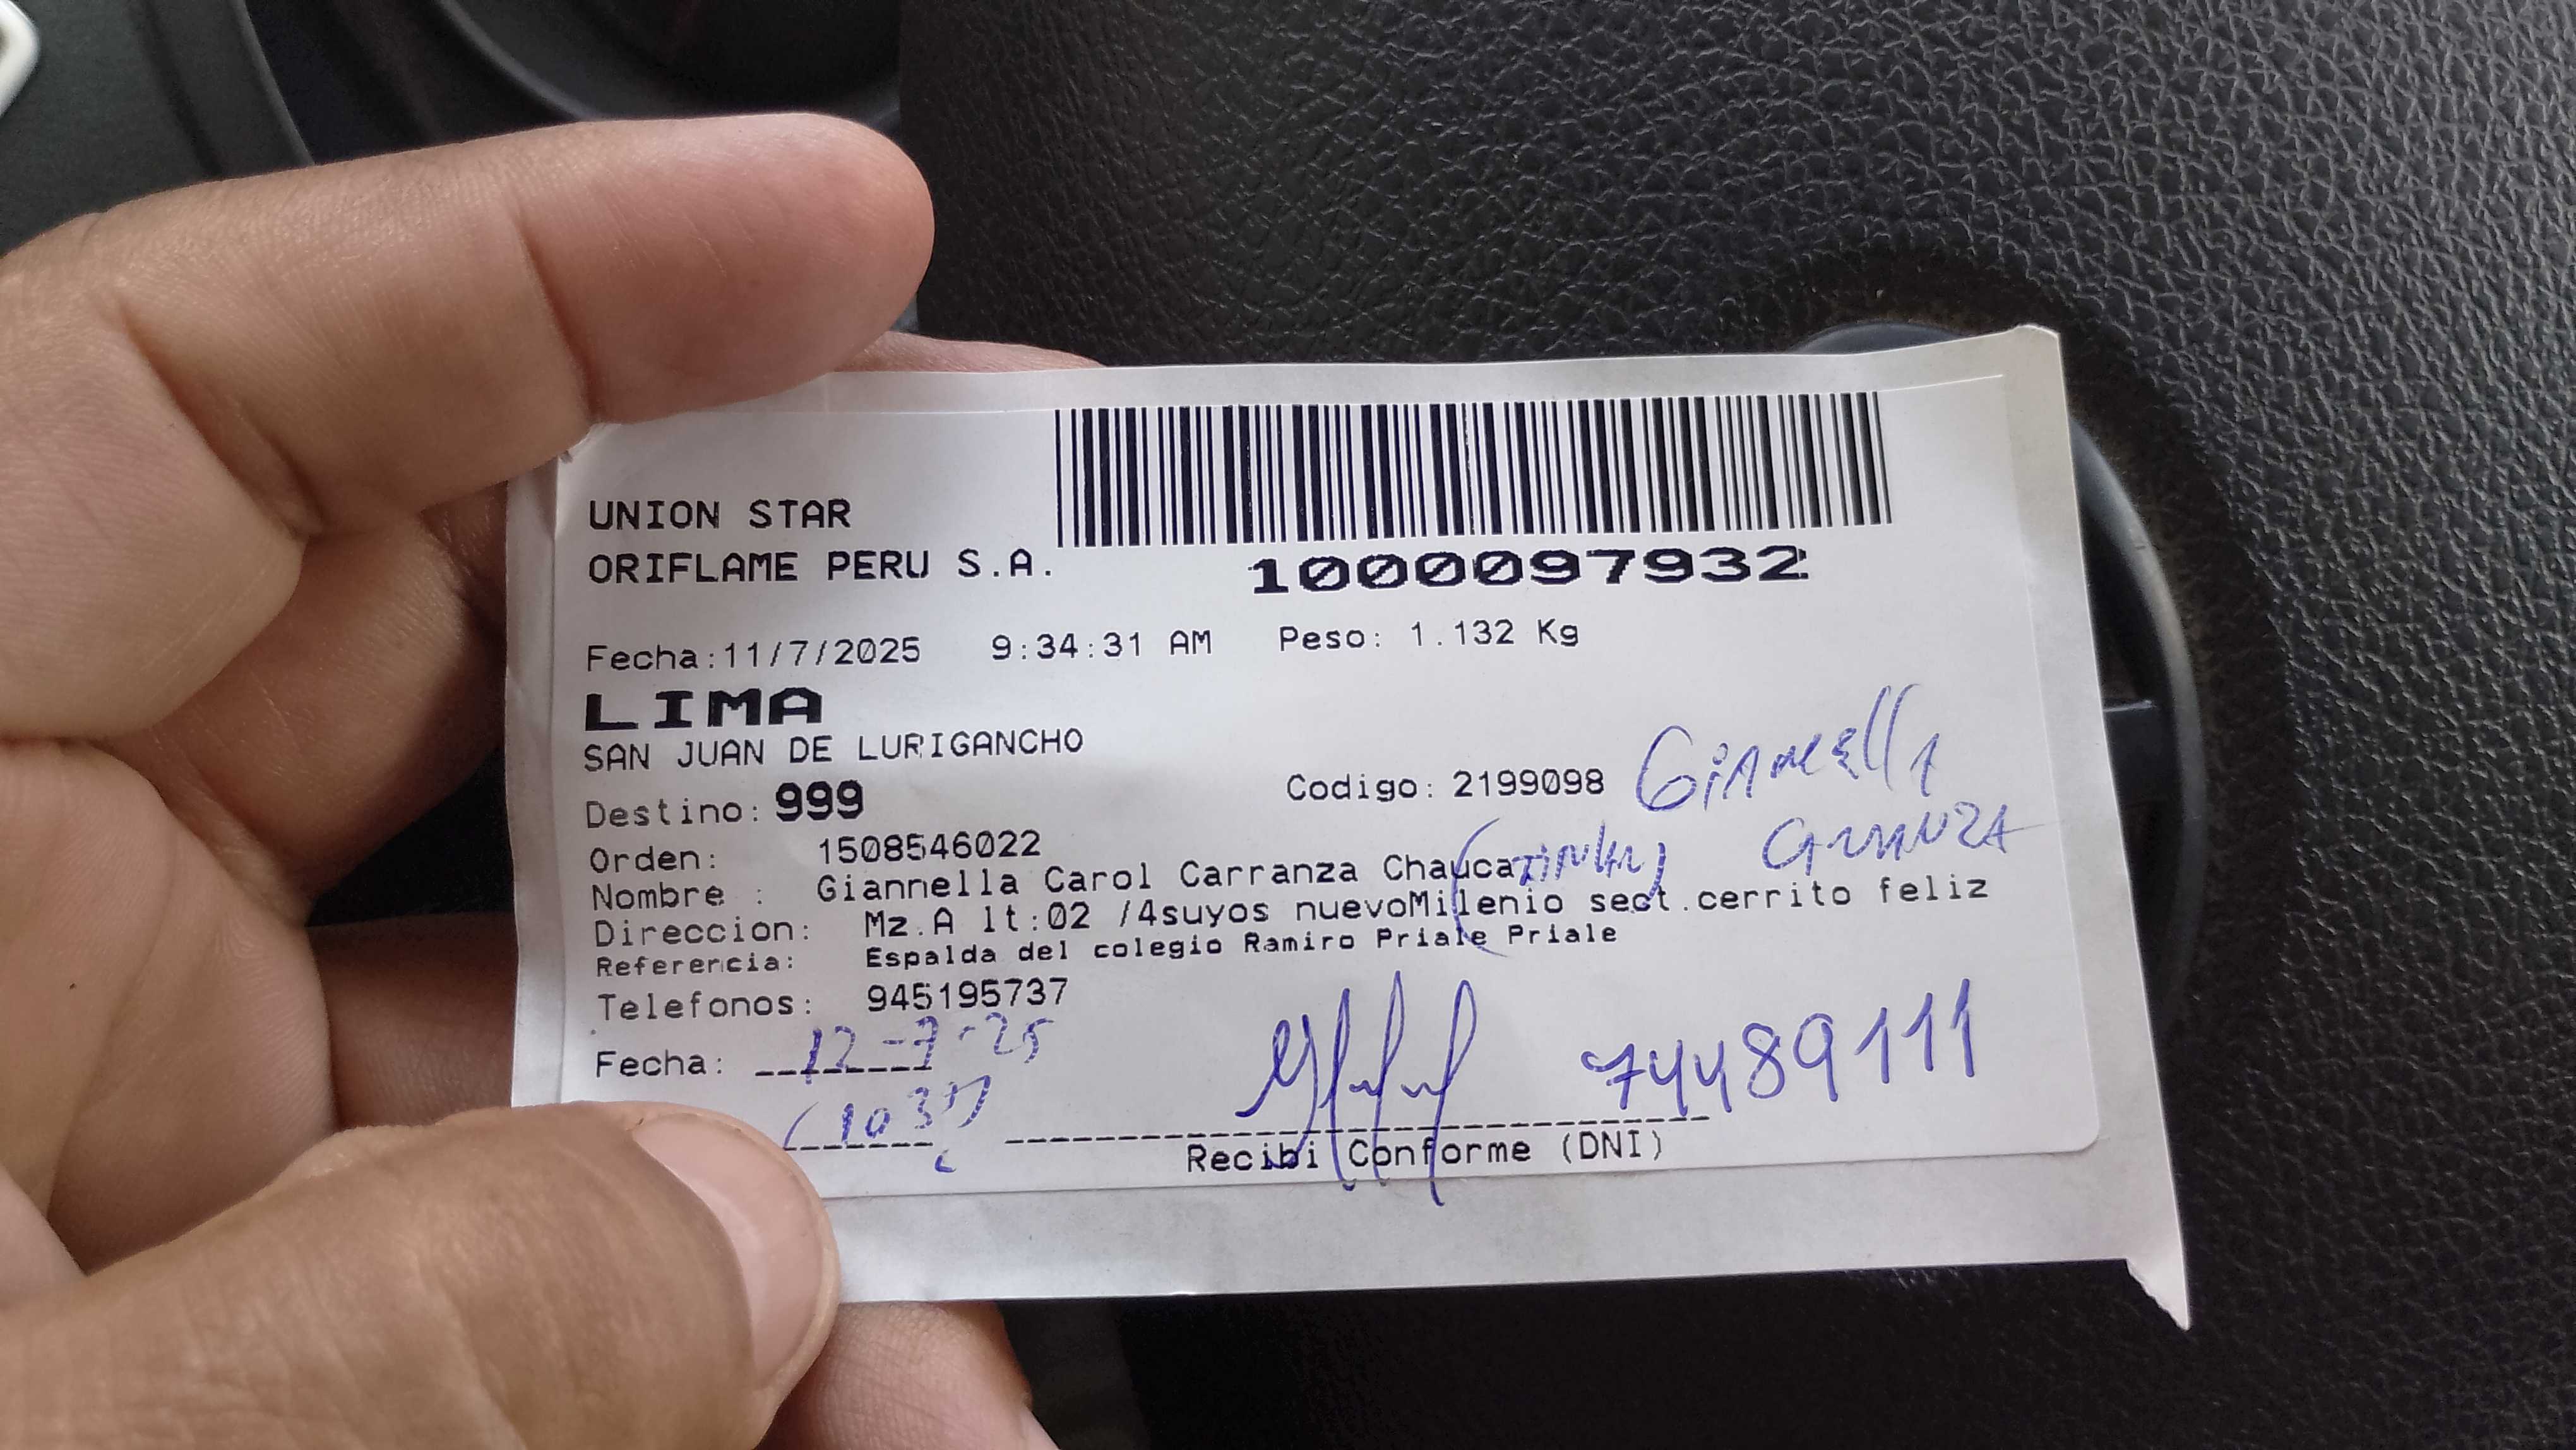 UNION STAR
ORIFLAME PERU S.A.
1000097932
Fecha:11/7/2025 9:34:31 AM Peso: 1.132 Kg
LIMA
SAN JUAN DE LURIGANCHO
Destino: 999 Codigo: 2199098 Giannella
Orden: 1508546022
Nombre : Giannella Carol Carranza Chauca
Direccion: Mz.A lt:02 /4suyos nuevoMilenio sect.cerrito feliz
Referencia: Espalda del colegio Ramiro Priale Priale
Telefonos: 945195737
Fecha: 12-7-25
74489111
Recibi Conforme (DNI)